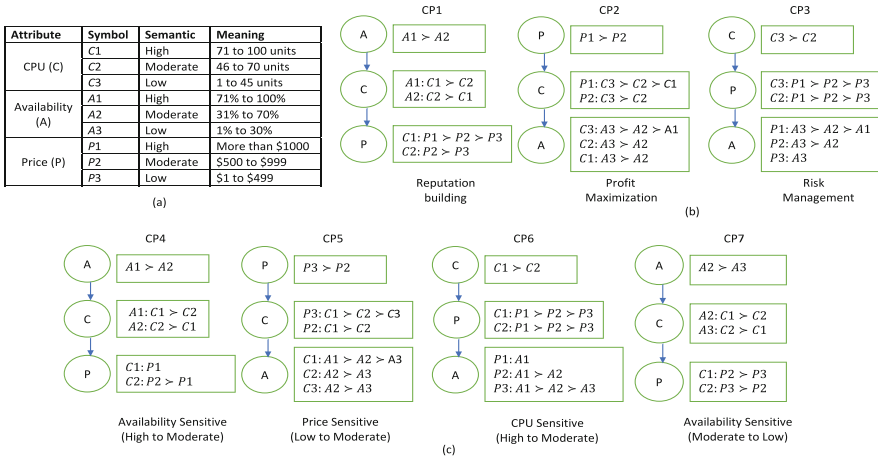 Attribute Symbol Semantic Meaning
CPU (C)
C1 High 71 to 100 units
C2 Moderate 46 to 70 units
C3 Low 1 to 45 units
Availability
(A)
A1 High 71% to 100%
A2 Moderate 31% to 70%
A3 Low 1% to 30%
Price (P)
P1 High More than $1000
P2 Moderate $500 to $999
P3 Low $1 to $499
(a)
CP1
A
A1 ≻ A2
C
A1: C1 ≻ C2
A2: C2 ≻ C1
P
C1: P1 ≻ P2 ≻ P3
C2: P2 ≻ P3
Reputation
building
CP2
P
P1 ≻ P2
C
P1: C3 ≻ C2 ≻ C1
P2: C3 ≻ C2
A
C3: A3 ≻ A2 ≻ A1
C2: A3 ≻ A2
C1: A3 ≻ A2
Profit
Maximization
CP3
C
C3 ≻ C2
P
C3: P1 ≻ P2 ≻ P3
C2: P1 ≻ P2 ≻ P3
A
P1: A3 ≻ A2 ≻ A1
P2: A3 ≻ A2
P3: A3
Risk
Management
(b)
CP4
A
A1 ≻ A2
C
A1: C1 ≻ C2
A2: C2 ≻ C1
P
C1: P1
C2: P2 ≻ P1
Availability Sensitive
(High to Moderate)
CP5
P
P3 ≻ P2
C
P3: C1 ≻ C2 ≻ C3
P2: C1 ≻ C2
A
C1: A1 ≻ A2 ≻ A3
C2: A2 ≻ A3
C3: A2 ≻ A3
Price Sensitive
(Low to Moderate)
CP6
C
C1 ≻ C2
P
C1: P1 ≻ P2 ≻ P3
C2: P1 ≻ P2 ≻ P3
A
P1: A1
P2: A1 ≻ A2
P3: A1 ≻ A2 ≻ A3
CPU Sensitive
(High to Moderate)
CP7
A
A2 ≻ A3
C
A2: C1 ≻ C2
A3: C2 ≻ C1
P
C1: P2 ≻ P3
C2: P3 ≻ P2
Availability Sensitive
(Moderate to Low)
(c)